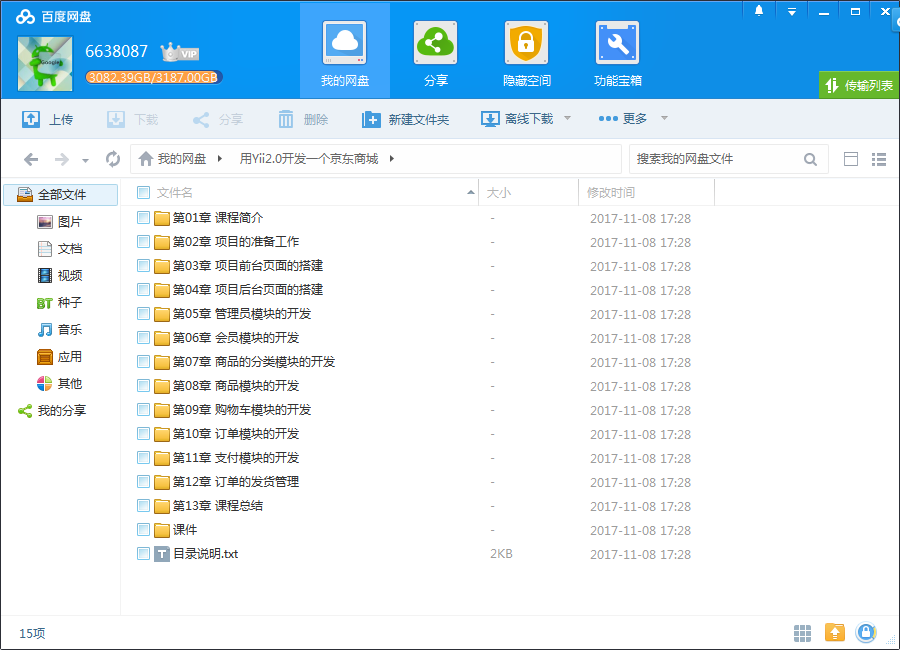 百度网盘
6638087 VIP
3082.39GB/3187.00GB
我的网盘 分享 隐藏空间 功能宝箱
传输列表
上传 下载 分享 删除 新建文件夹 离线下载 更多
我的网盘 用Yii2.0开发一个京东商城 搜索我的网盘文件
全部文件
图片
文档
视频
BT 种子
音乐
应用
其他
我的分享
文件名 大小 修改时间
第01章 课程简介 - 2017-11-08 17:28
第02章 项目的准备工作 - 2017-11-08 17:28
第03章 项目前台页面的搭建 - 2017-11-08 17:28
第04章 项目后台页面的搭建 - 2017-11-08 17:28
第05章 管理员模块的开发 - 2017-11-08 17:28
第06章 会员模块的开发 - 2017-11-08 17:28
第07章 商品的分类模块的开发 - 2017-11-08 17:28
第08章 商品模块的开发 - 2017-11-08 17:28
第09章 购物车模块的开发 - 2017-11-08 17:28
第10章 订单模块的开发 - 2017-11-08 17:28
第11章 支付模块的开发 - 2017-11-08 17:28
第12章 订单的发货管理 - 2017-11-08 17:28
第13章 课程总结 - 2017-11-08 17:28
课件 - 2017-11-08 17:28
T 目录说明.txt 2KB 2017-11-08 17:28
15项